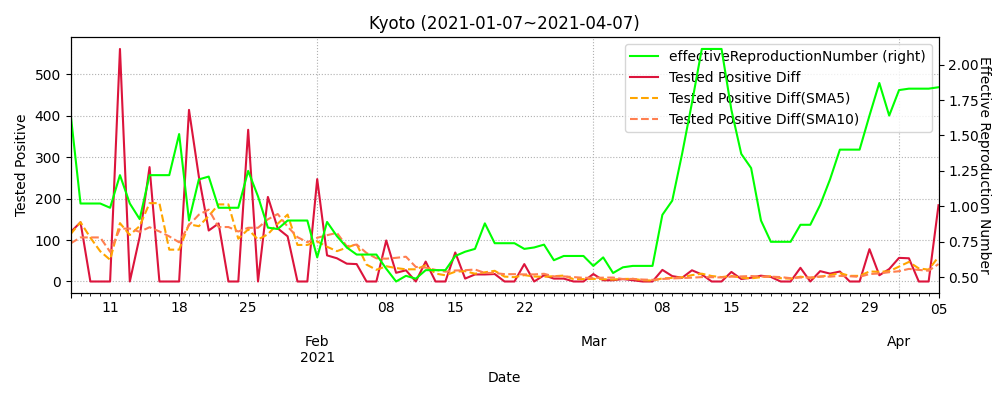 Kyoto (2021-01-07~2021-04-07)
effectiveReproductionNumber (right)
Tested Positive Diff
Tested Positive Diff(SMA5)
Tested Positive Diff(SMA10)
Tested Positive
500
400
300
200
100
0
2.00
1.75
1.50
1.25
1.00
0.75
0.50
Effective Reproduction Number
11 18 25 08 15 22 08 15 22 29 05
Feb Mar Apr
2021
Date